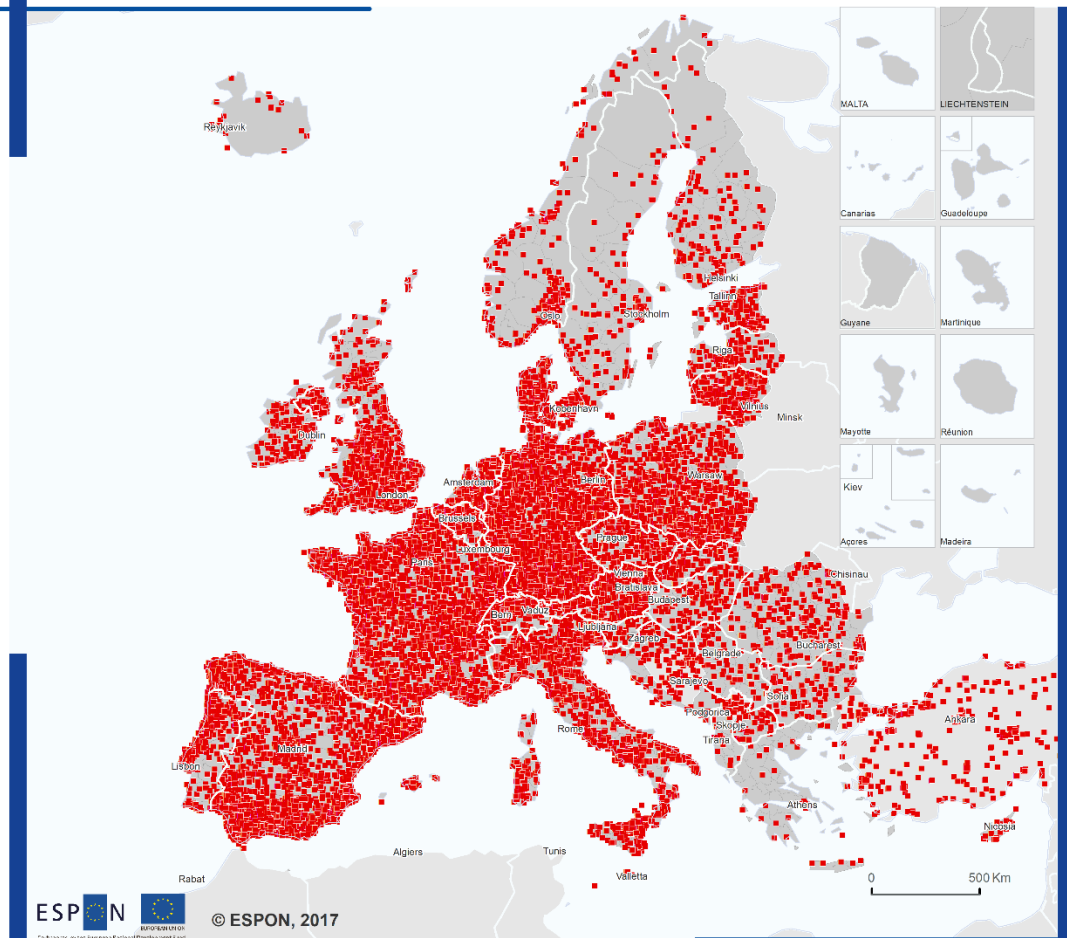 Reykjavik
MALTA
LIECHTENSTEIN
Canarias
Guadeloupe
Guyane
Martinique
Mayotte
Réunion
Kiev
Açores
Madeira
Helsinki
Tallinn
Oslo
Stockholm
Riga
Vilnius
Minsk
København
Dublin
Amsterdam
Berlin
Warsaw
London
Brussels
Prague
Luxembourg
Paris
Vienna
Bratislava
Budapest
Chisinau
Bern
Vaduz
Ljubljana
Zagreb
Bucharest
Belgrade
Sarajevo
Sofia
Podgorica
Skopje
Tirana
Rome
Madrid
Lisbon
Ankara
Athens
Nicosia
Algiers
Tunis
Valletta
Rabat
0 500 Km
ESPON
EUROPEAN UNION
© ESPON, 2017